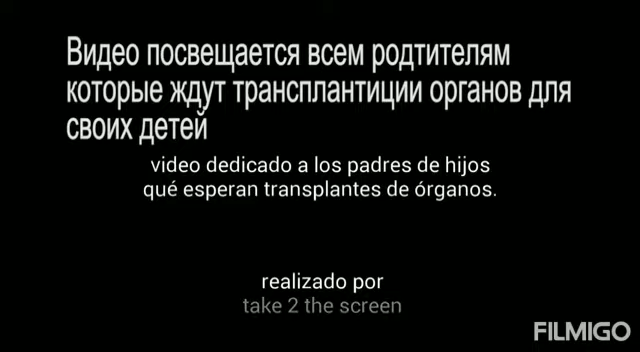 Видео посвещается всем родтителям
которые ждут трансплантиции органов для
своих детей
video dedicado a los padres de hijos
qué esperan transplantes de órganos.
realizado por
take 2 the screen
FILMIGO